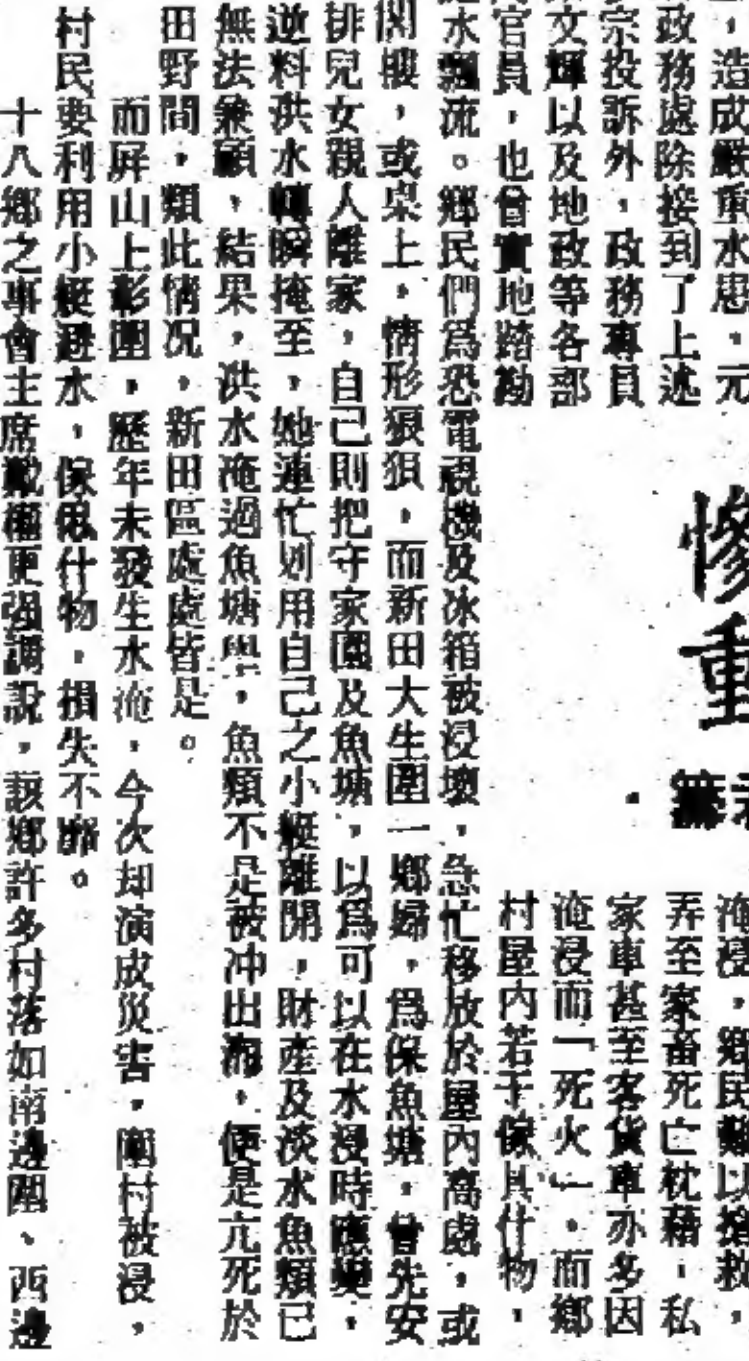 ，造成嚴重水患，元
政務處除接到了上述
宗投訴外，政務專員
文輝以及地政等各部
官員，也曾實地踏勘
慘重
淹浸，鄉民難以搶救，
弄至家畜死亡枕藉；私
家車甚至客貨車亦多因
淹浸而「死火」，而鄉
村屋內若干傢具什物，
水飄流。鄉民們爲恐電視機及冰箱被浸壞，急忙移放於屋內高處，或
閣樓，或桌上，情形狼狽，而新田大生圍一鄉婦，爲保魚塘，曾先安
排兒女親人離家，自己則把守家園及魚塘，以爲可以在水浸時應變，
逆料洪水轉瞬掩至，她連忙划用自己之小艇離開，財產及淡水魚類已
無法兼顧，結果，洪水淹過魚塘壆，魚類不是被冲出海，便是亢死於
田野間，類此情况，新田區處處皆是。
而屏山上彰圍，歷年未發生水淹，今次却演成災害，圍村被浸，
村民要利用小艇避水，傢俬什物，損失不貲。
十八鄉之事會主席戴權更强調說，該鄉許多村落如南邊圍、西邊